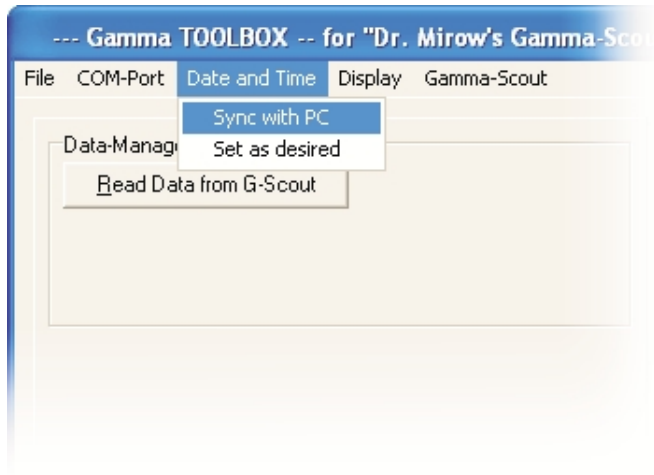 --- Gamma TOOLBOX -- for "Dr. Mirow's Gamma-Sco
File COM-Port Date and Time Display Gamma-Scout
Sync with PC
Data-Manag
Set as desired
Read Data from G-Scout